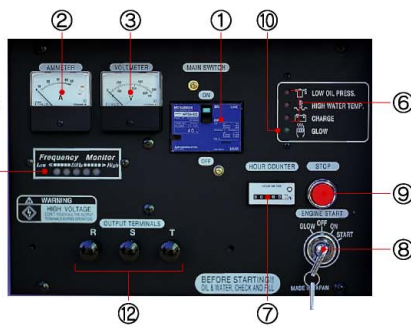 ② ③ ① ⑩
AMMETER VOLTMETER MAIN SWITCH
A V
ON
LOW OIL PRESS.
HIGH WATER TEMP.
CHARGE
GLOW
⑥
OFF
Frequency Monitor
Low High
HOUR COUNTER STOP
WARNING
HIGH VOLTAGE
⑨
ENGINE START
OUTPUT TERMINALS
R S T
GLOW OFF ON START
⑧
BEFORE STARTING!!
OIL & WATER, CHECK AND FILL
MADE IN JAPAN
⑫ ⑦